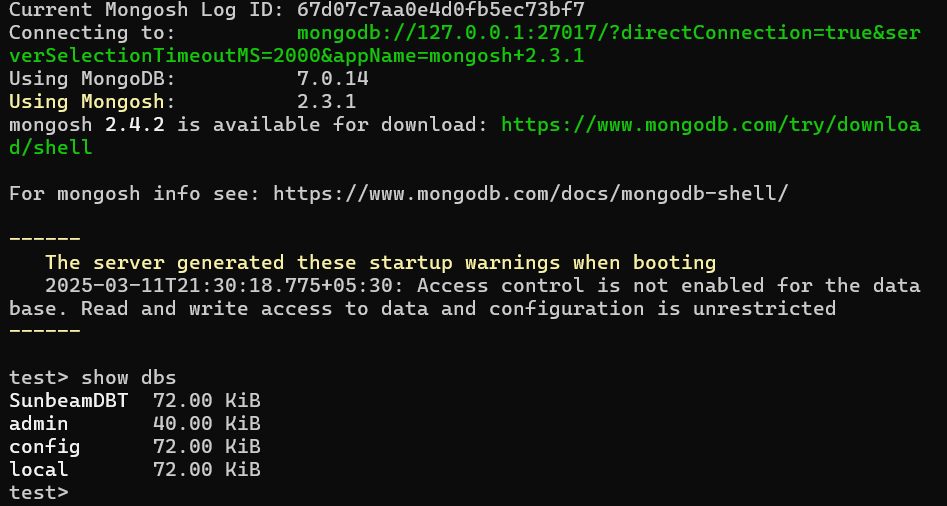 Current Mongosh Log ID: 67d07c7aa0e4d0fb5ec73bf7
Connecting to:          mongodb://127.0.0.1:27017/?directConnection=true&ser
verSelectionTimeoutMS=2000&appName=mongosh+2.3.1
Using MongoDB:          7.0.14
Using Mongosh:          2.3.1
mongosh 2.4.2 is available for download: https://www.mongodb.com/try/downloa
d/shell
For mongosh info see: https://www.mongodb.com/docs/mongodb-shell/
------
   The server generated these startup warnings when booting
   2025-03-11T21:30:18.775+05:30: Access control is not enabled for the data
base. Read and write access to data and configuration is unrestricted
------
test> show dbs
SunbeamDBT  72.00 KiB
admin       40.00 KiB
config      72.00 KiB
local       72.00 KiB
test>